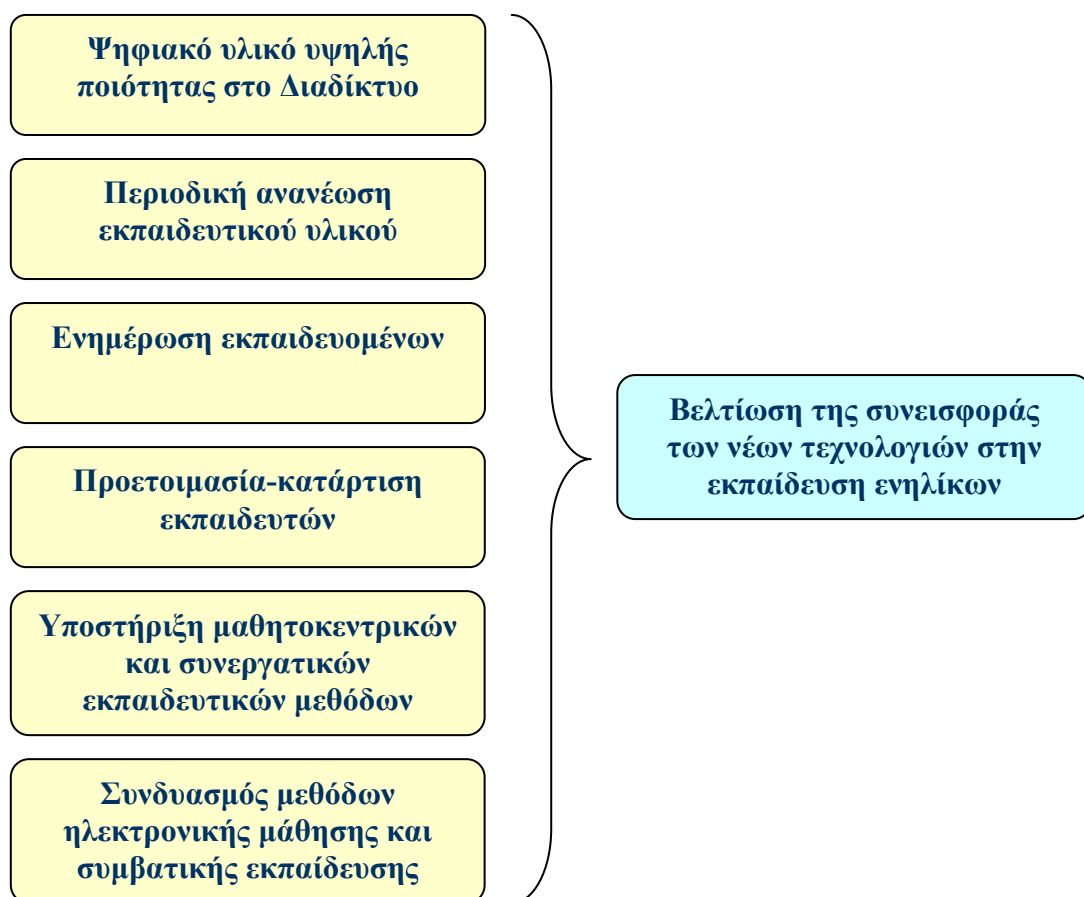 Ψηφιακό υλικό υψηλής
ποιότητας στο Διαδίκτυο
Περιοδική ανανέωση
εκπαιδευτικού υλικού
Ενημέρωση εκπαιδευομένων
Προετοιμασία-κατάρτιση
εκπαιδευτών
Υποστήριξη μαθητοκεντρικών
και συνεργατικών
εκπαιδευτικών μεθόδων
Συνδυασμός μεθόδων
ηλεκτρονικής μάθησης και
συμβατικής εκπαίδευσης
Βελτίωση της συνεισφοράς
των νέων τεχνολογιών στην
εκπαίδευση ενηλίκων